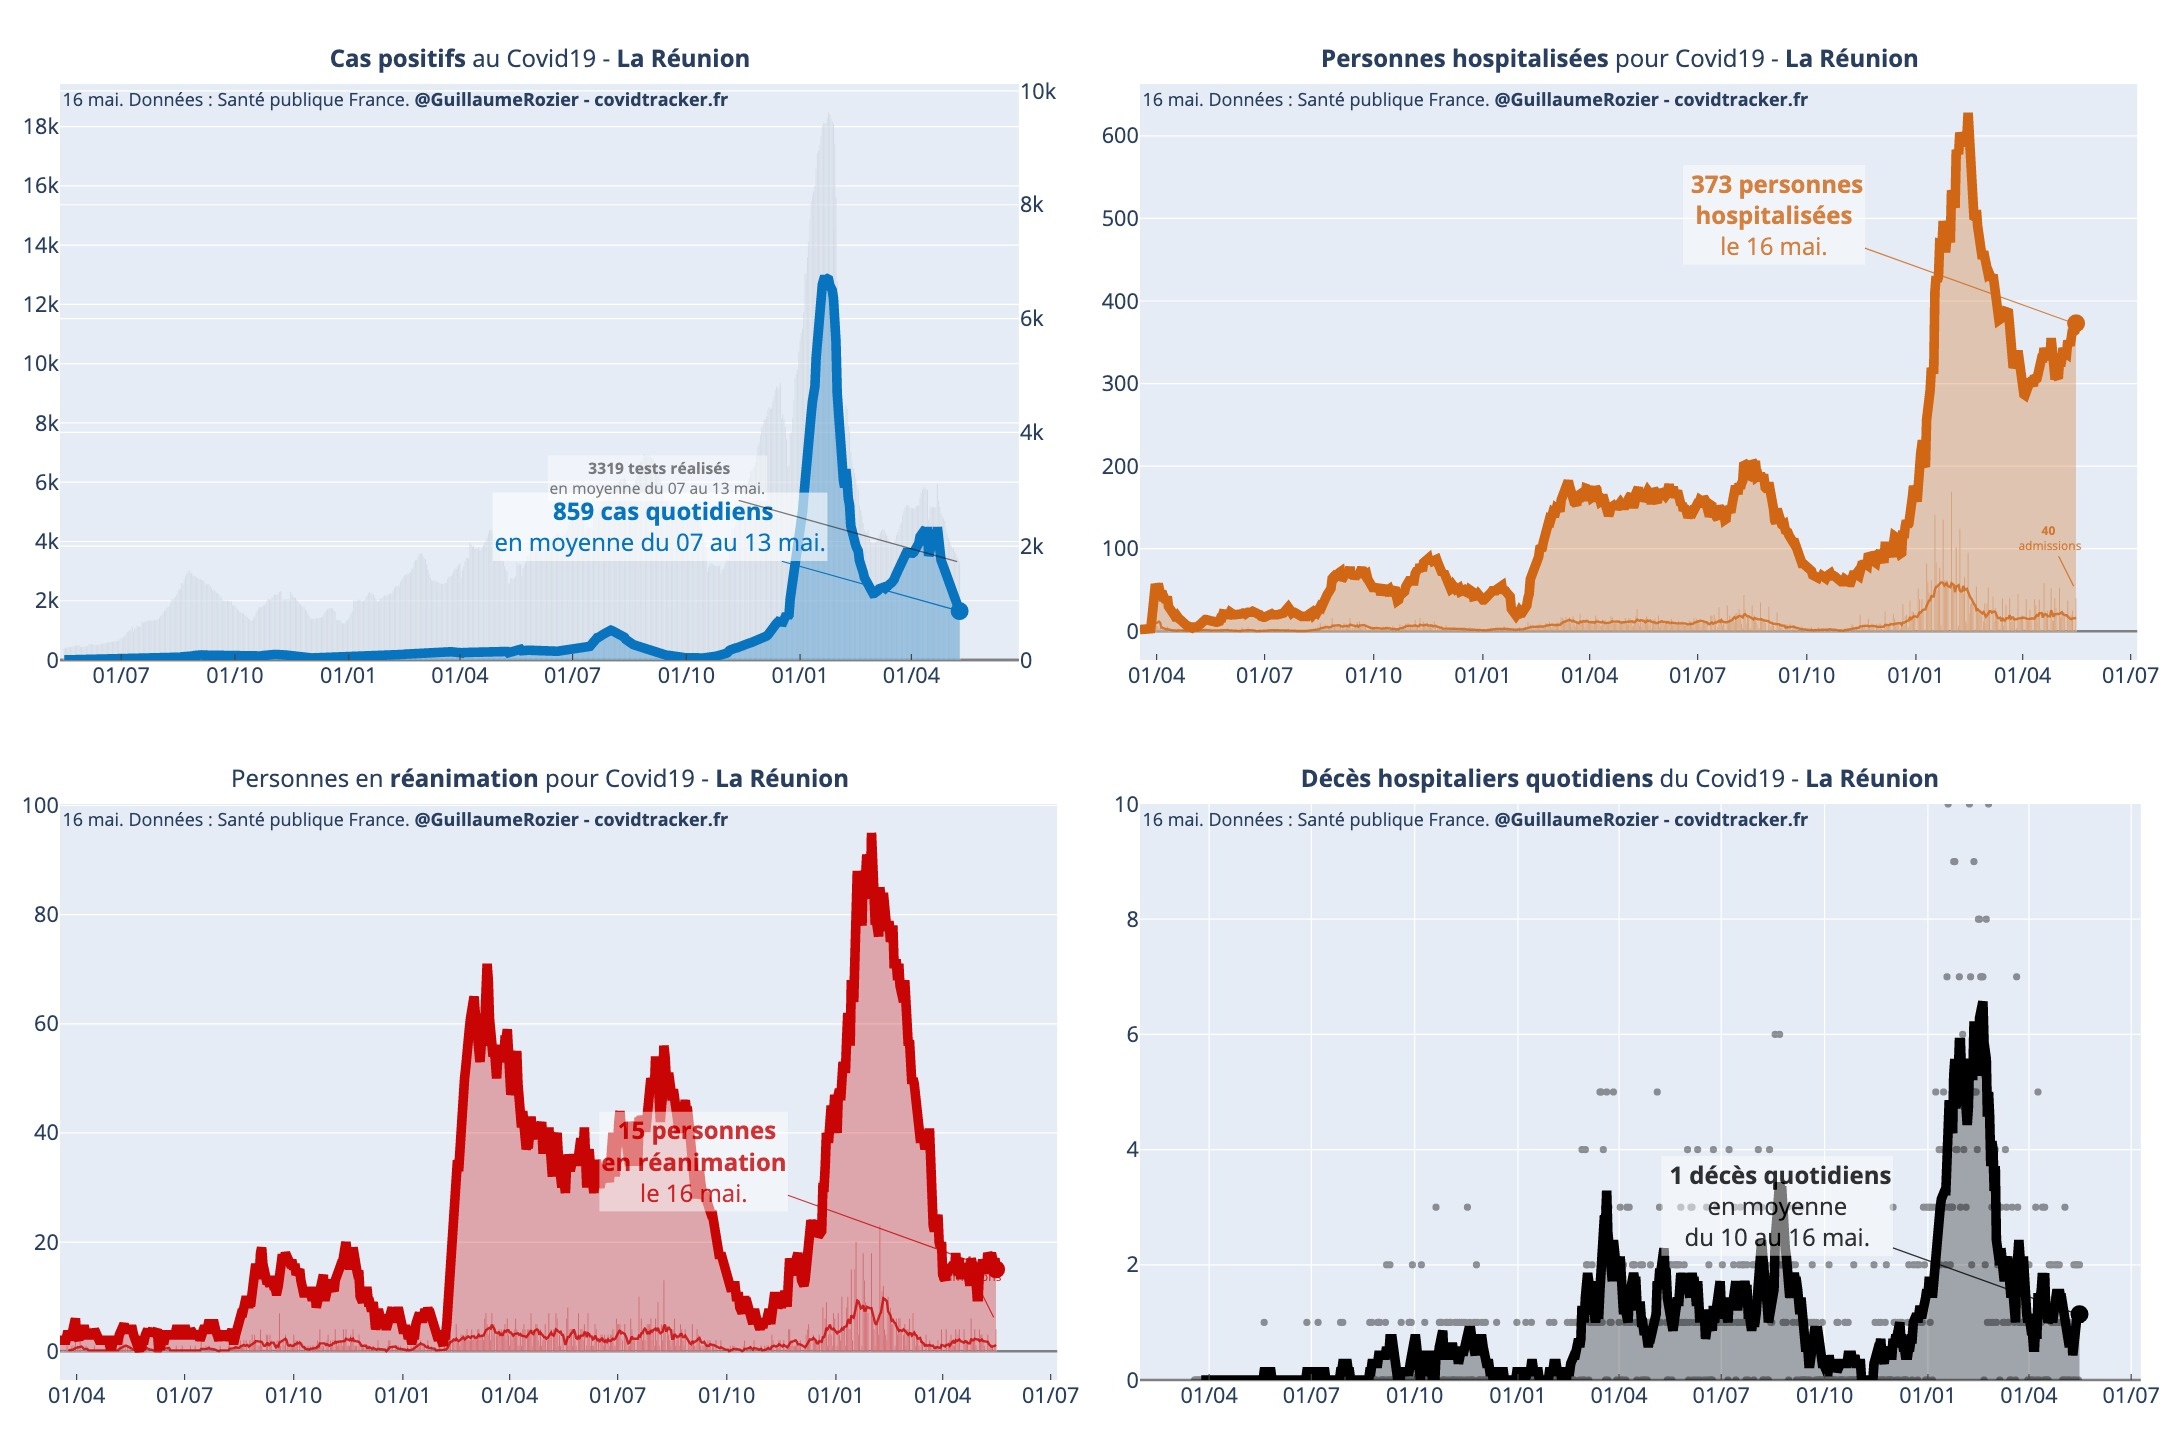 Cas positifs au Covid19 - La Réunion
16 mai. Données : Santé publique France. @GuillaumeRozier - covidtracker.fr
10k
18k
16k
8k
14k
12k
6k
10k
8k
4k
3319 tests réalisés
en moyenne du 07 au 13 mai.
6k
859 cas quotidiens
en moyenne du 07 au 13 mai.
4k
2k
2k
0
0
01/07 01/10 01/01 01/04 01/07 01/10 01/01 01/04
Personnes hospitalisées pour Covid19 - La Réunion
16 mai. Données : Santé publique France. @GuillaumeRozier - covidtracker.fr
600
373 personnes
hospitalisées
le 16 mai.
500
400
300
200
40
admissions
100
0
01/04 01/07 01/10 01/01 01/04 01/07 01/10 01/01 01/04 01/07
Personnes en réanimation pour Covid19 - La Réunion
100
16 mai. Données : Santé publique France. @GuillaumeRozier - covidtracker.fr
80
60
40
15 personnes
en réanimation
le 16 mai.
20
0
01/04 01/07 01/10 01/01 01/04 01/07 01/10 01/01 01/04 01/07
Décès hospitaliers quotidiens du Covid19 - La Réunion
10
16 mai. Données : Santé publique France. @GuillaumeRozier - covidtracker.fr
8
6
4
1 décès quotidiens
en moyenne
du 10 au 16 mai.
2
0
01/04 01/07 01/10 01/01 01/04 01/07 01/10 01/01 01/04 01/07